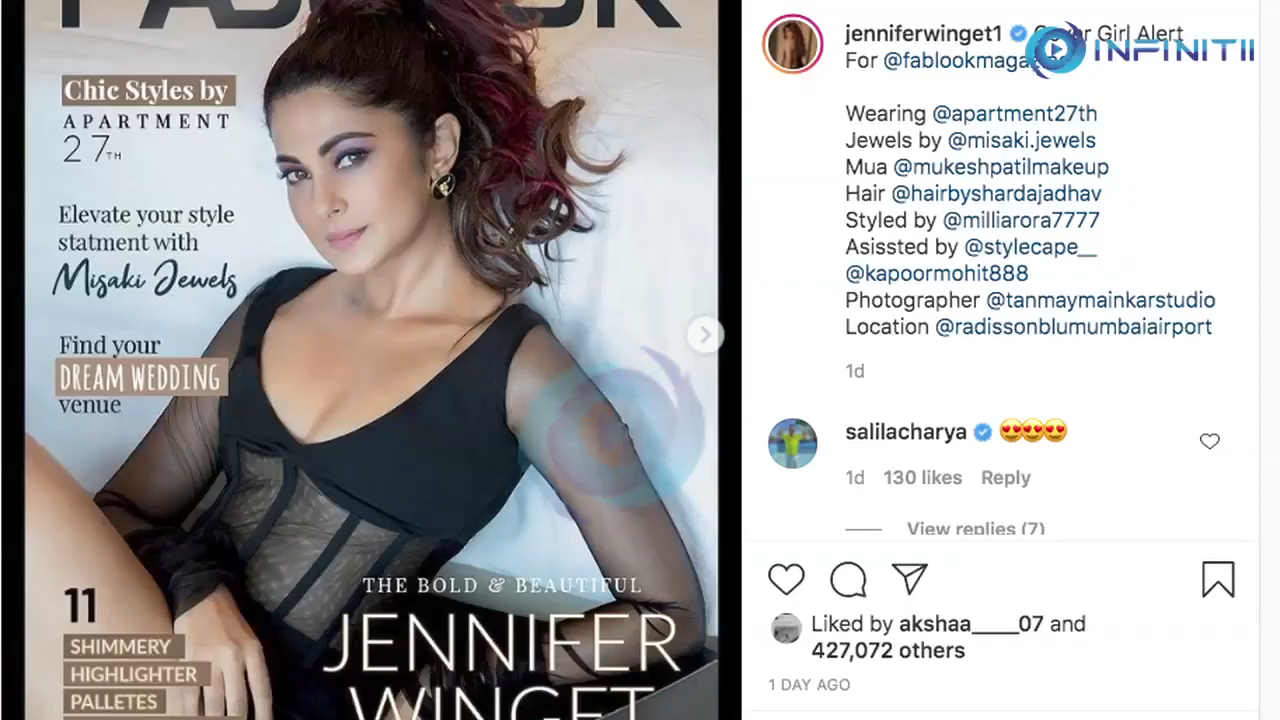 Chic Styles by
APARTMENT
27TH
Elevate your style
statment with
Misaki Jewels
Find your
DREAM WEDDING
venue
11
SHIMMERY
HIGHLIGHTER
PALLETES
THE BOLD & BEAUTIFUL
JENNIFER
WINGET
jenniferwinget1 Girl Alert
INFINITII
For
Wearing @apartment27th
Jewels by @misaki.jewels
Mua @mukeshpatilmakeup
Hair @hairbyshardajadhav
Styled by @milliarora7777
Asissted by @stylecape__
@kapoormohit888
Photographer @tanmaymainkarstudio
Location @radissonblumumbaiairport
1d
salilacharya 😍😍😍
1d 130 likes Reply
View replies (7)
Liked by akshaa____07 and
427,072 others
1 DAY AGO